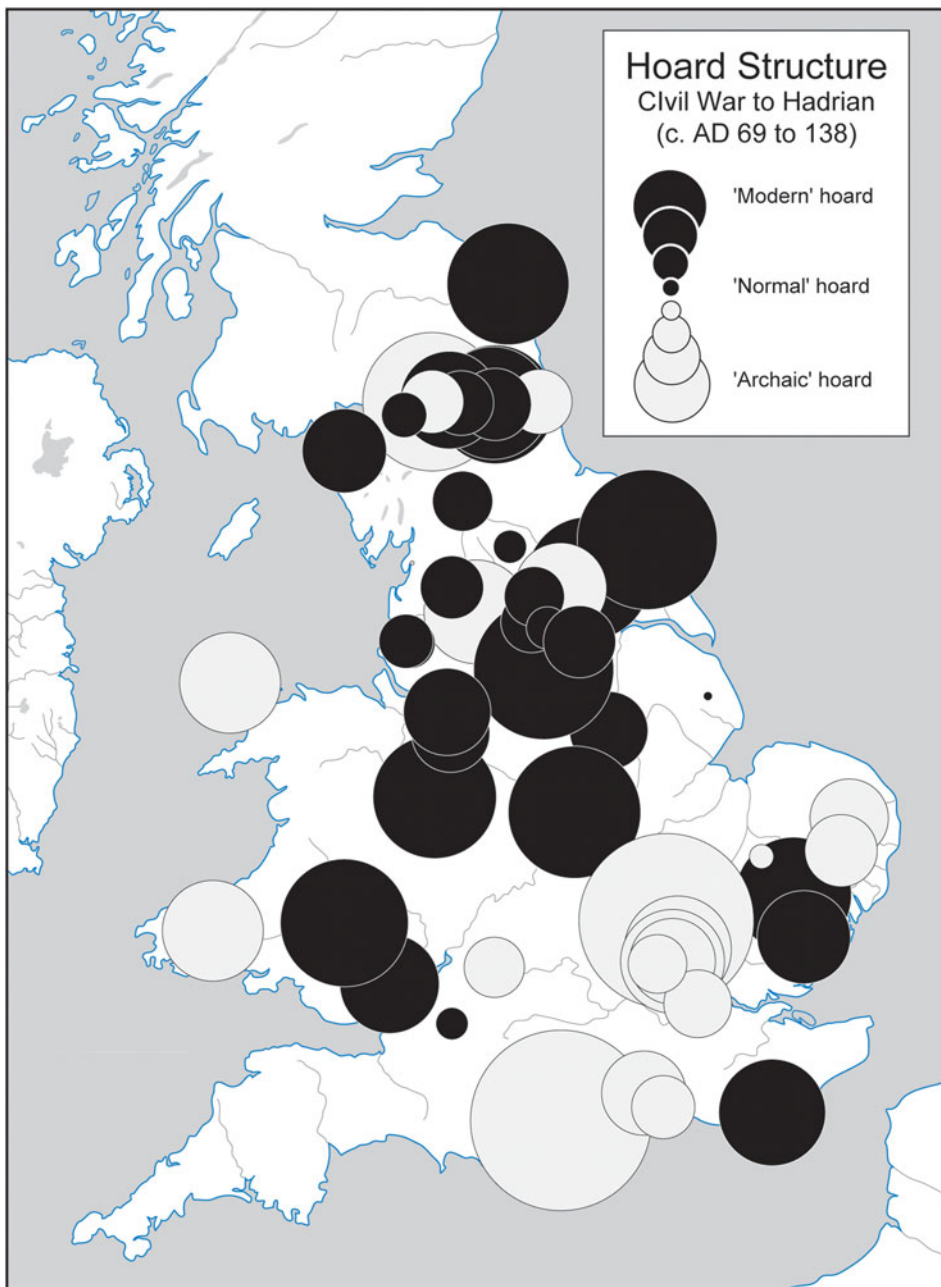 Hoard Structure
CIvil War to Hadrian
(c. AD 69 to 138)
'Modern' hoard
'Normal' hoard
'Archaic' hoard